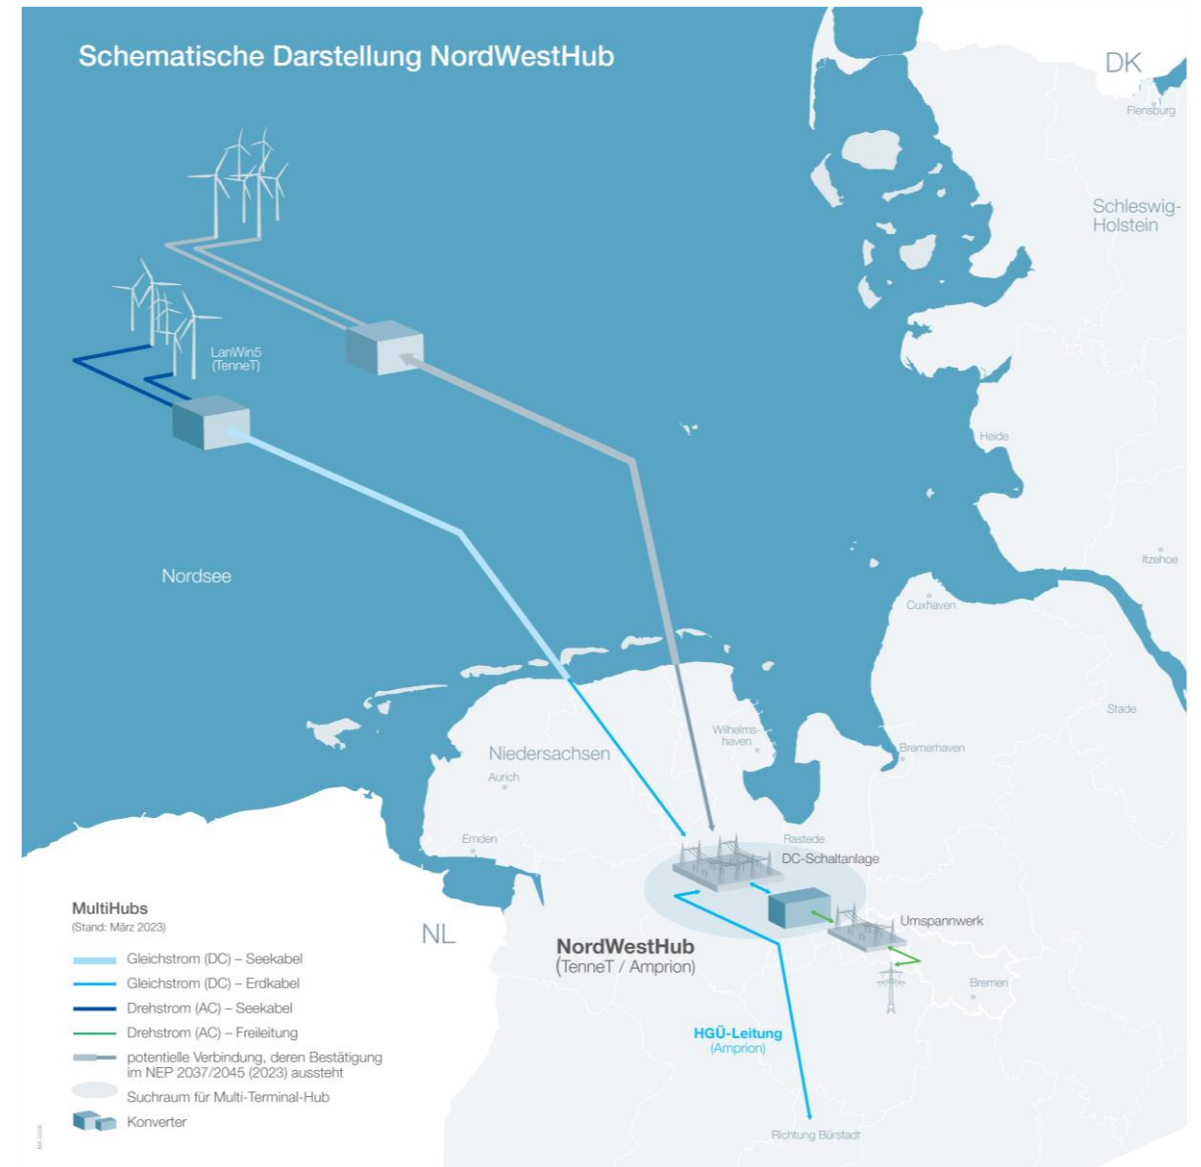 Schematische Darstellung NordWestHub
DK
Flensburg
Schleswig-
Holstein
LanWin5
(TenneT)
Heide
Nordsee
Itzehoe
Cuxhaven
Stade
Wilhelms-
haven
Bremerhaven
Niedersachsen
Aurich
Emden
Rastede
DC-Schaltanlage
Umspannwerk
NL
NordWestHub
(TenneT / Amprion)
Bremen
HGÜ-Leitung
(Amprion)
Richtung Bürstadt
MultiHubs
(Stand: März 2023)
Gleichstrom (DC) – Seekabel
Gleichstrom (DC) – Erdkabel
Drehstrom (AC) – Seekabel
Drehstrom (AC) – Freileitung
potentielle Verbindung, deren Bestätigung
im NEP 2037/2045 (2023) aussteht
Suchraum für Multi-Terminal-Hub
Konverter